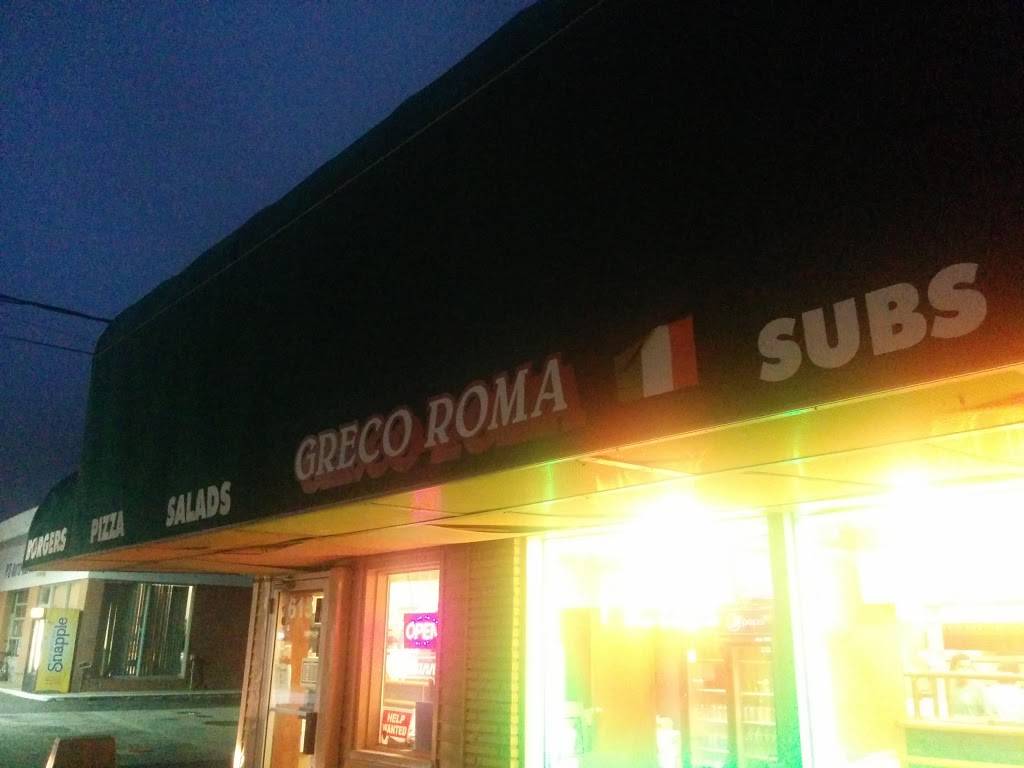 BURGERS
PIZZA
SALADS
GRECO ROMA
SUBS
OPEN
HELP
WANTED
Snapple